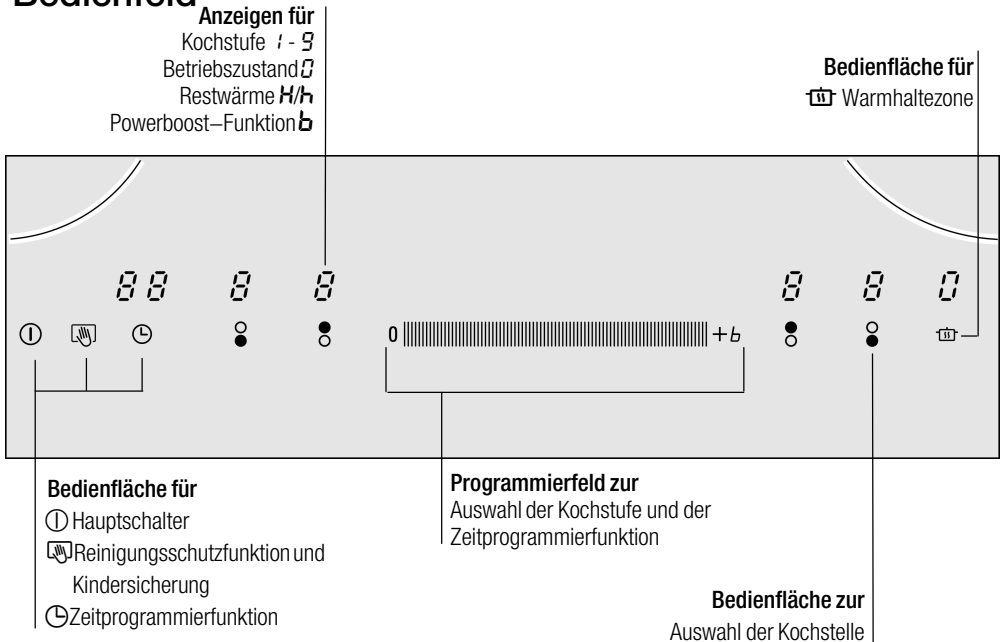 Bedienfeld
Anzeigen für
Kochstufe 1 - 9
Betriebszustand 0
Restwärme H/h
Powerboost–Funktion b
Bedienfläche für
Warmhaltezone
88 8 8 8 8 0
0 +b
Bedienfläche für
Hauptschalter
Reinigungsschutzfunktion und
Kindersicherung
Zeitprogrammierfunktion
Programmierfeld zur
Auswahl der Kochstufe und der
Zeitprogrammierfunktion
Bedienfläche zur
Auswahl der Kochstelle